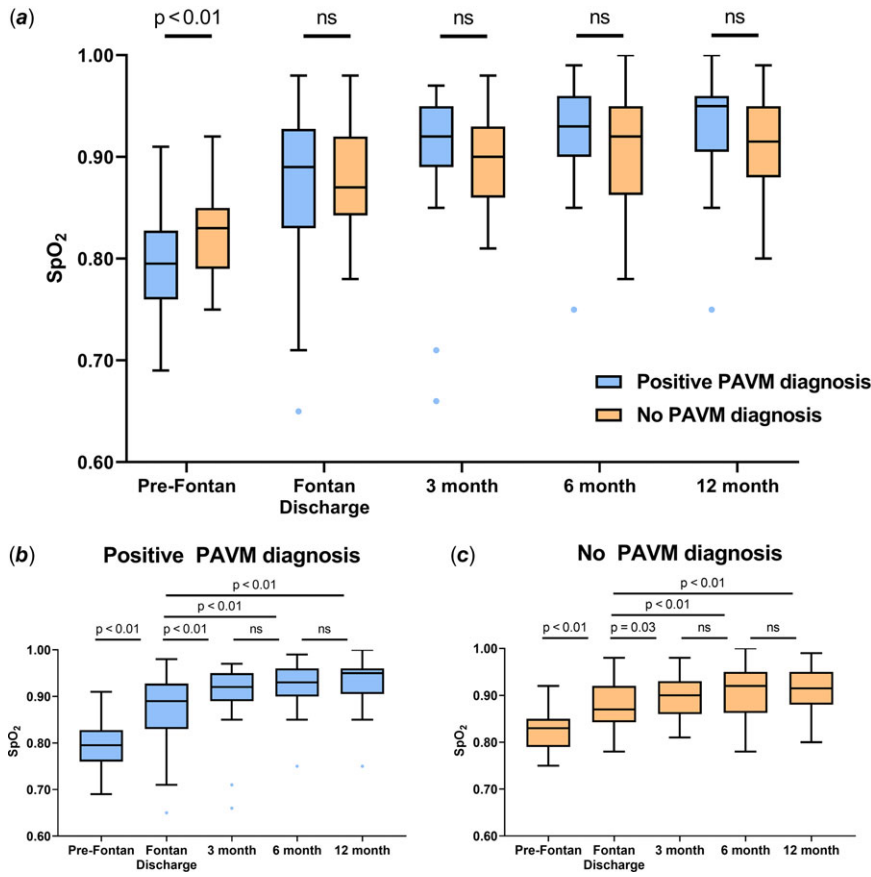 (a)
p < 0.01 ns ns ns ns
1.00
0.90
0.80
0.70
0.60
SpO2
Positive PAVM diagnosis
No PAVM diagnosis
Pre-Fontan Fontan Discharge 3 month 6 month 12 month
(b) Positive PAVM diagnosis
p < 0.01
p < 0.01
p < 0.01 p < 0.01 ns ns
1.00
0.90
0.80
0.70
0.60
SpO2
Pre-Fontan Fontan Discharge 3 month 6 month 12 month
(c) No PAVM diagnosis
p < 0.01
p < 0.01
p < 0.01 p = 0.03 ns ns
1.00
0.90
0.80
0.70
0.60
SpO2
Pre-Fontan Fontan Discharge 3 month 6 month 12 month